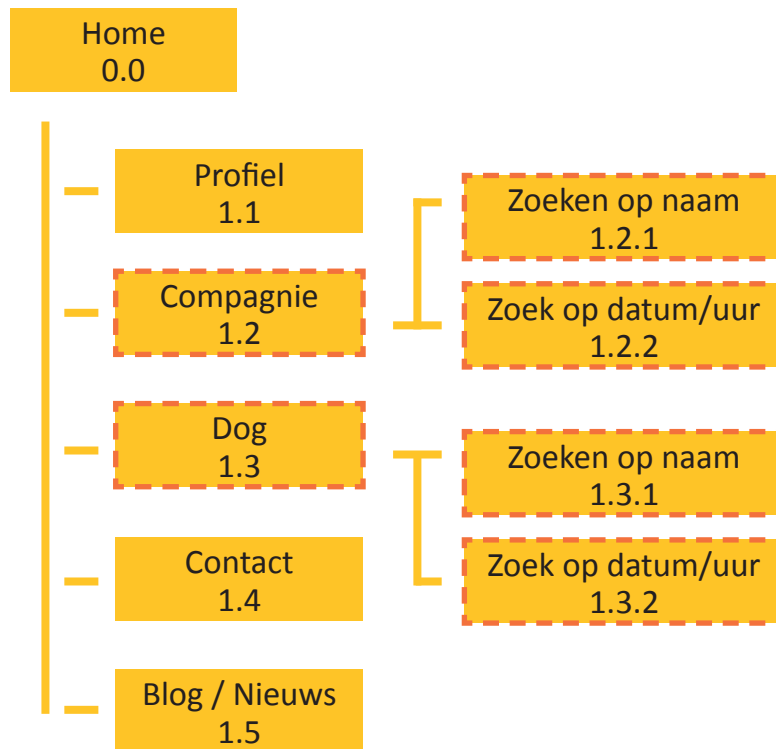 Home
0.0
Profiel
1.1
Compagnie
1.2
Zoeken op naam
1.2.1
Zoek op datum/uur
1.2.2
Dog
1.3
Zoeken op naam
1.3.1
Zoek op datum/uur
1.3.2
Contact
1.4
Blog / Nieuws
1.5